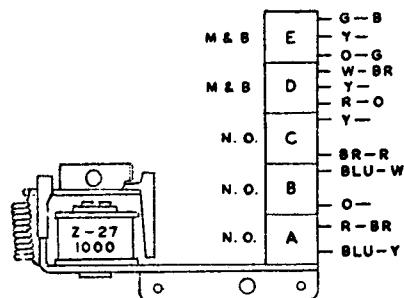 G-B
M & B E Y-
O-G
W-BR
M & B D Y-
R-O
Y-
N.O. C
BR-R
BLU-W
N.O. B
O-
R-BR
N.O. A
BLU-Y
Z-27
1000